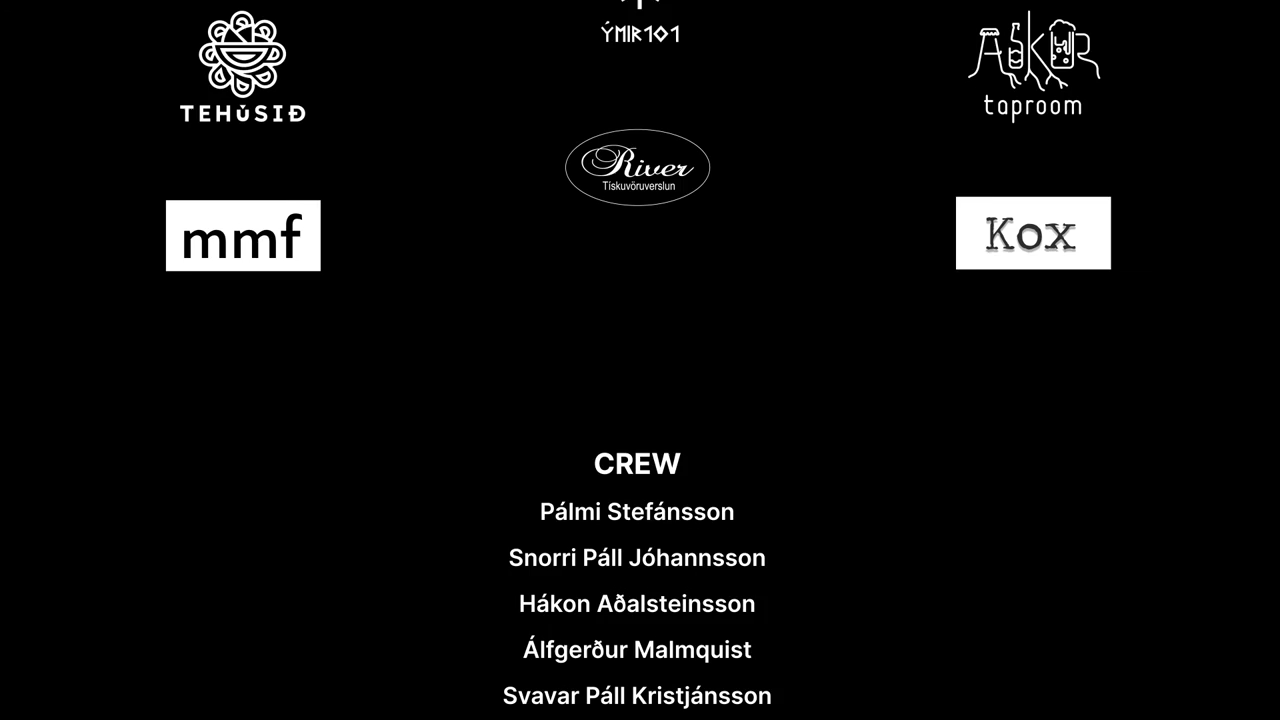 TEHÚSIÐ
ÝMIR101
ASKUR
taproom
River
Tískuvöruverslun
mmf
Kox
CREW
Pálmi Stefánsson
Snorri Páll Jóhannsson
Hákon Aðalsteinsson
Álfgerður Malmquist
Svavar Páll Kristjánsson